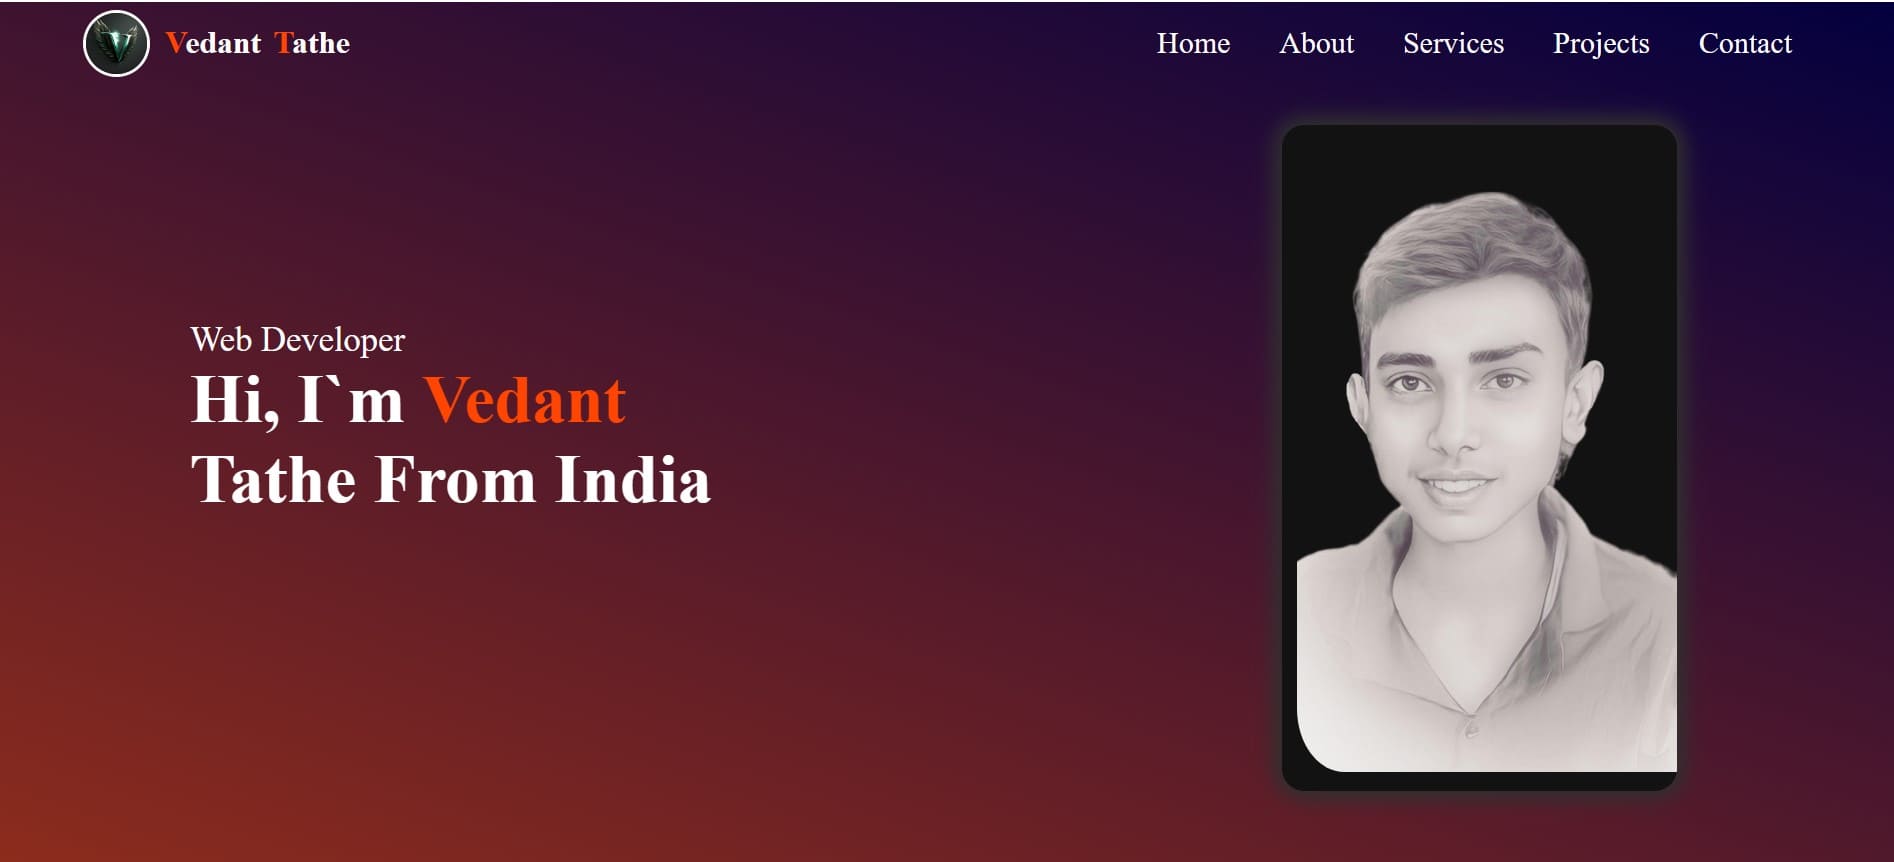 Vedant Tathe
Home About Services Projects Contact
Web Developer
Hi, I`m Vedant
Tathe From India